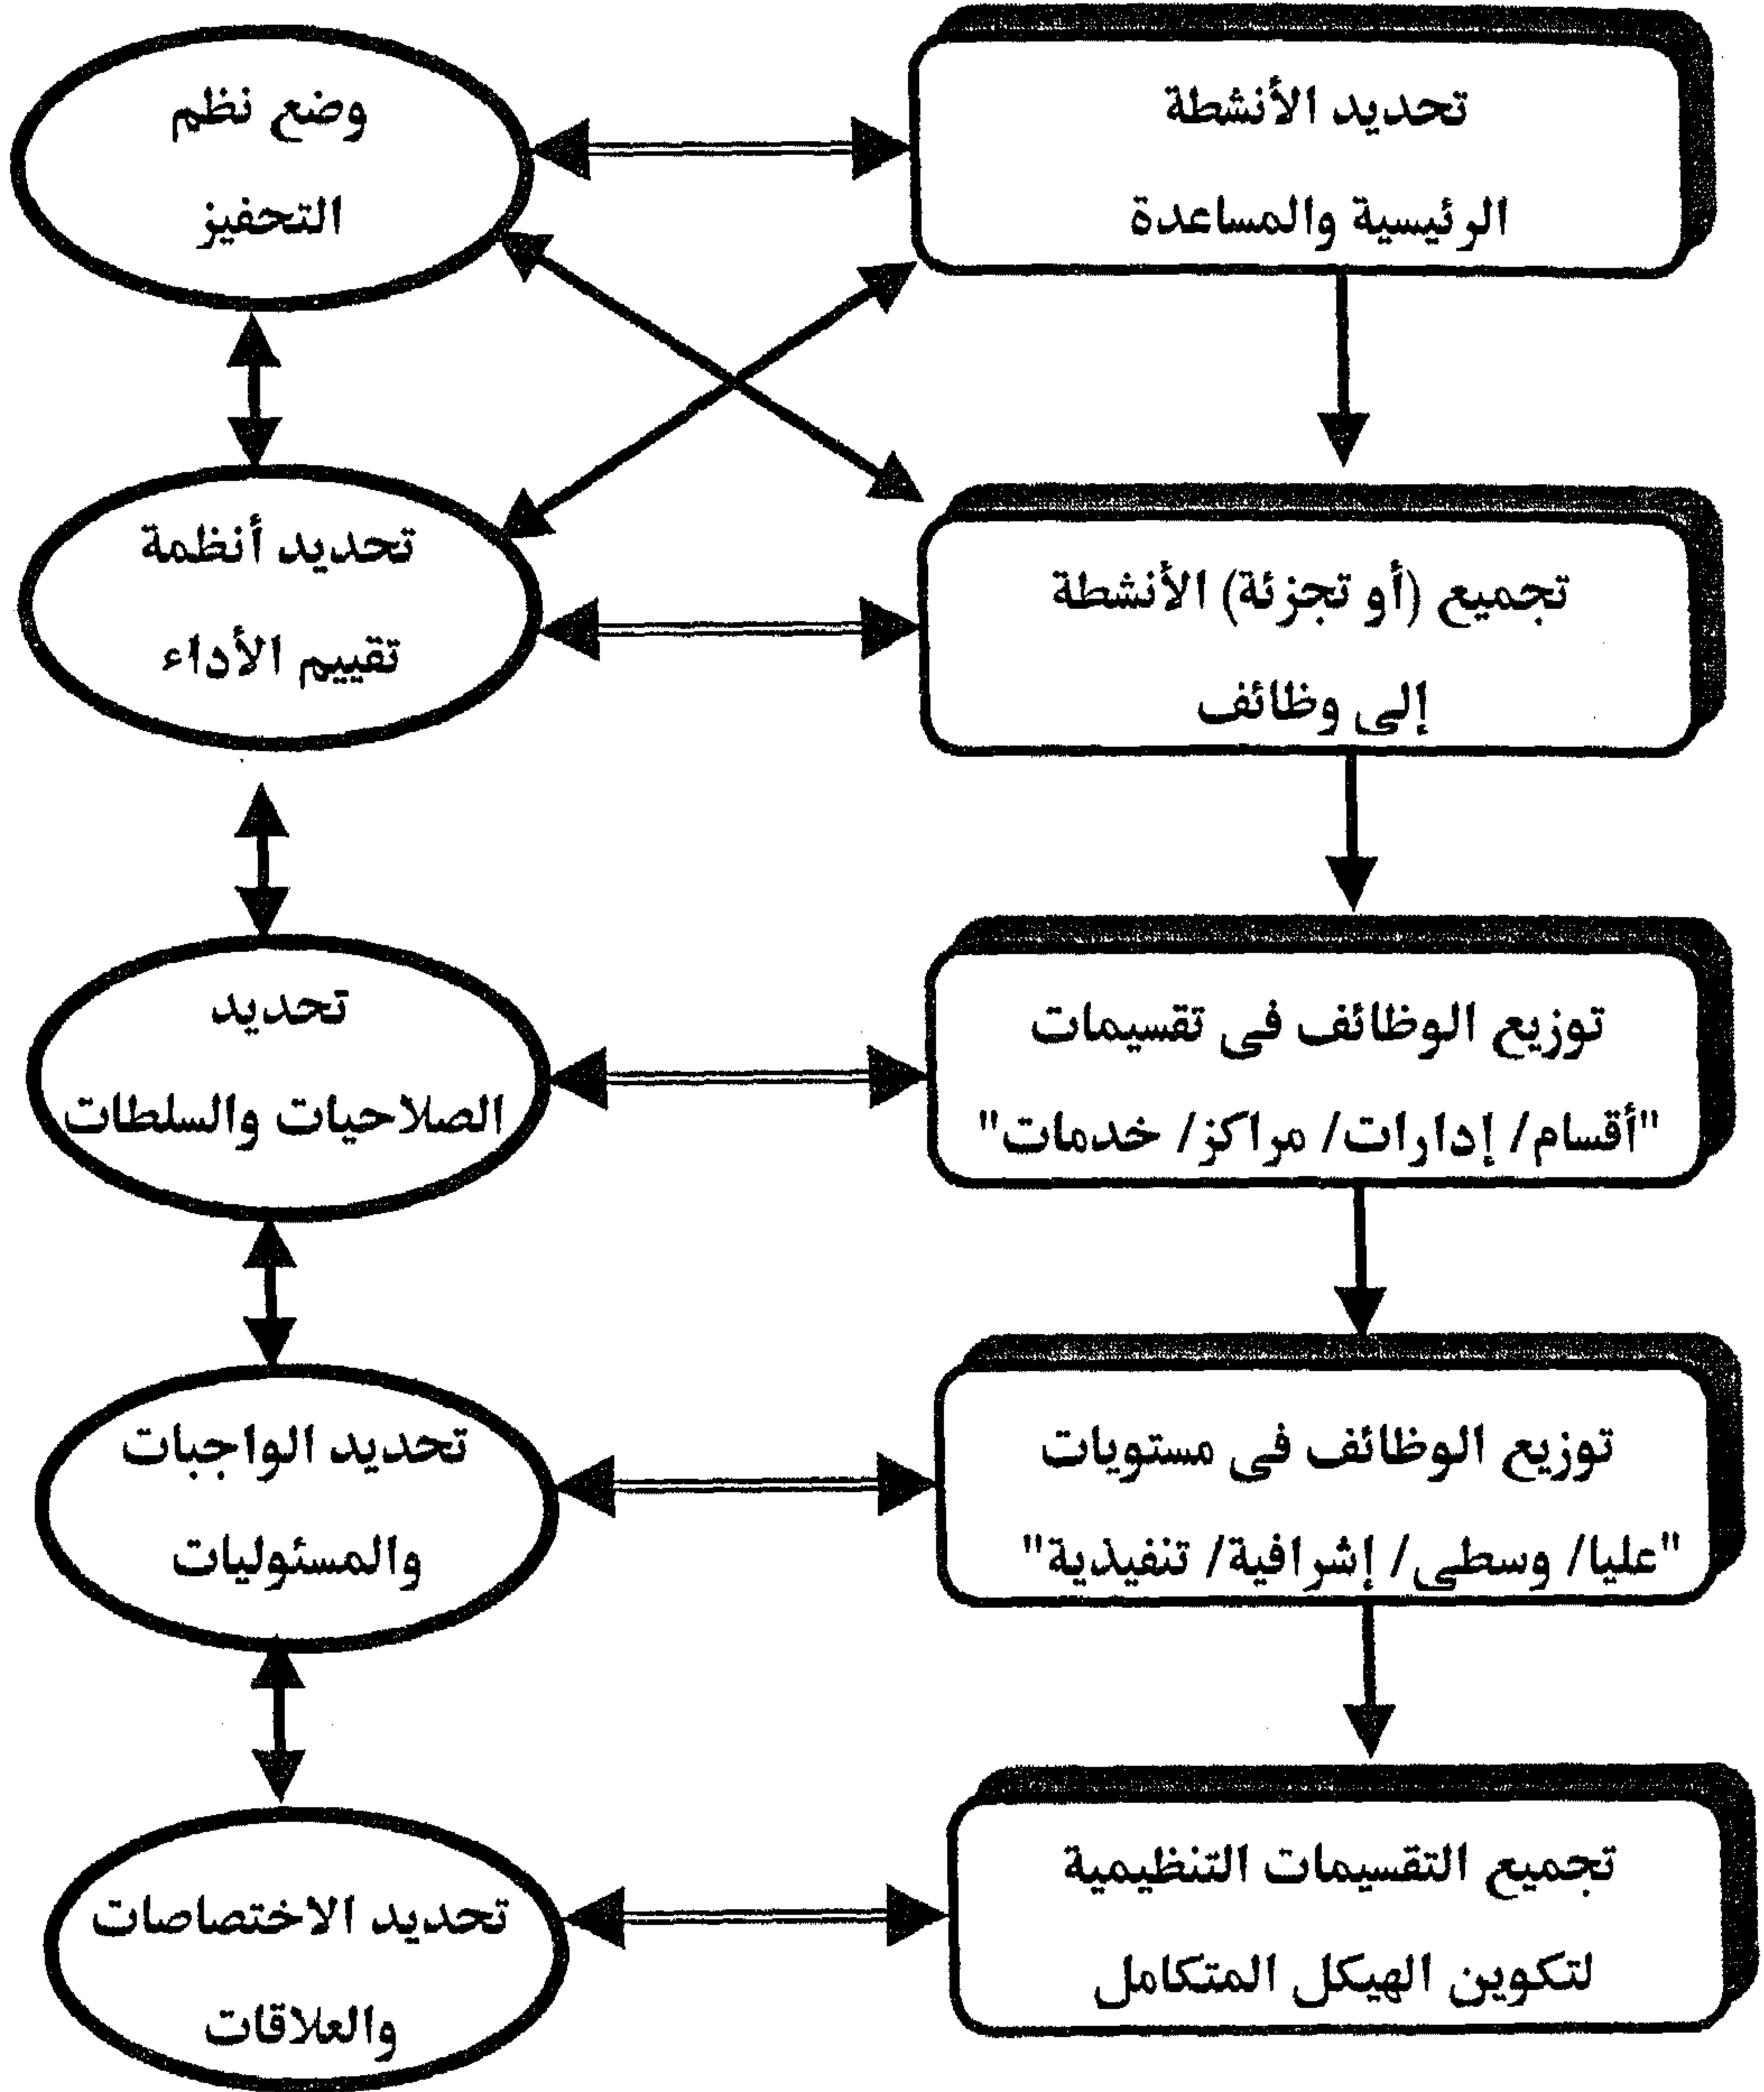 تحديد الأنشطة
الرئيسية والمساعدة
وضع نظم
التحفيز
تجميع (أو تجزئة) الأنشطة
إلى وظائف
تحديد أنظمة
تقييم الأداء
توزيع الوظائف فى تقسيمات
"أقسام/ إدارات/ مراكز/ خدمات"
تحديد
الصلاحيات والسلطات
توزيع الوظائف فى مستويات
"عليا/ وسطى/ إشرافية/ تنفيذية"
تحديد الواجبات
والمسئوليات
تجميع التقسيمات التنظيمية
لتكوين الهيكل المتكامل
تحديد الاختصاصات
والعلاقات